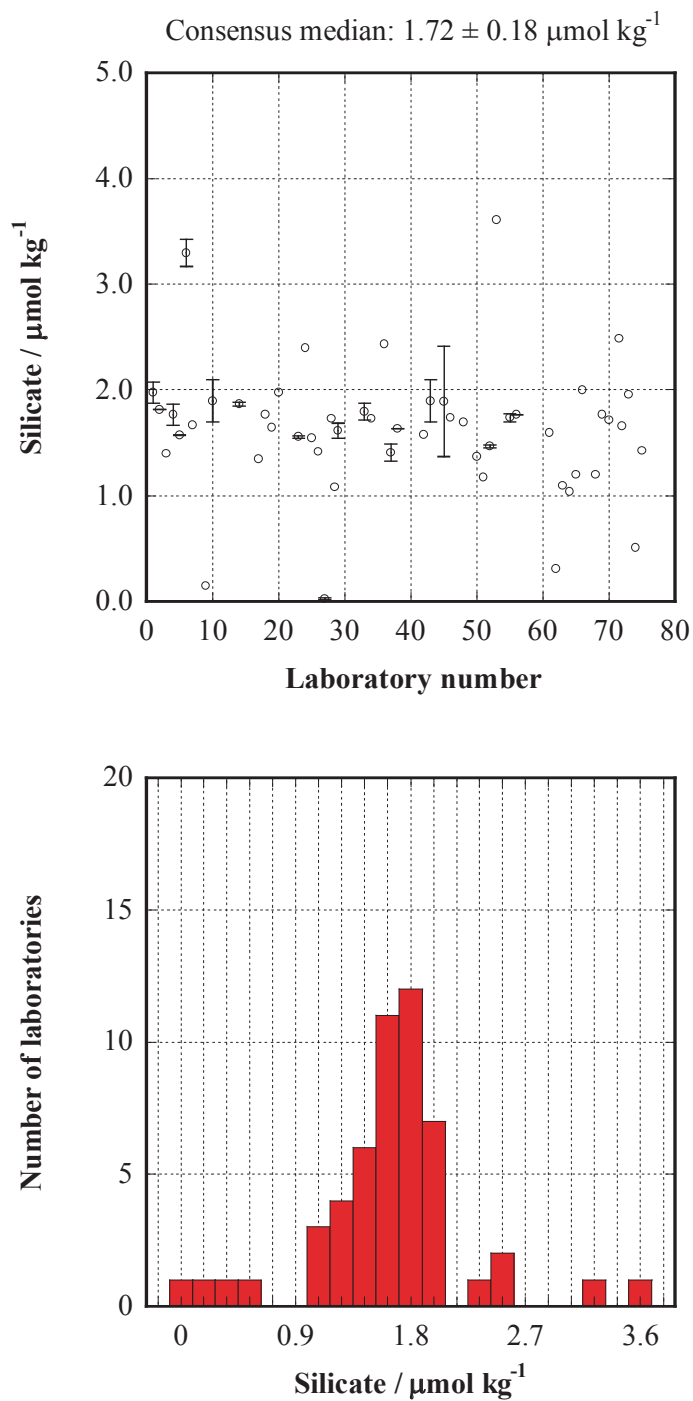 Consensus median: 1.72 ± 0.18 μmol kg⁻¹
5.0
4.0
3.0
2.0
1.0
0.0
Silicate / μmol kg⁻¹
0 10 20 30 40 50 60 70 80
Laboratory number
20
15
10
5
0
Number of laboratories
0 0.9 1.8 2.7 3.6
Silicate / μmol kg⁻¹